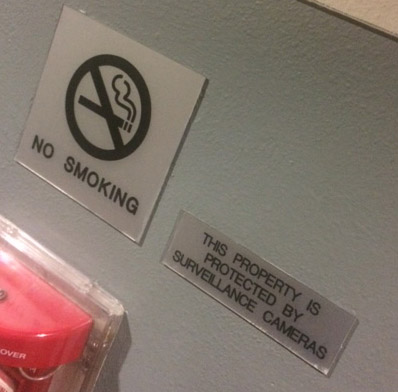 NO SMOKING
THIS PROPERTY IS
PROTECTED BY
SURVEILLANCE CAMERAS
OVER